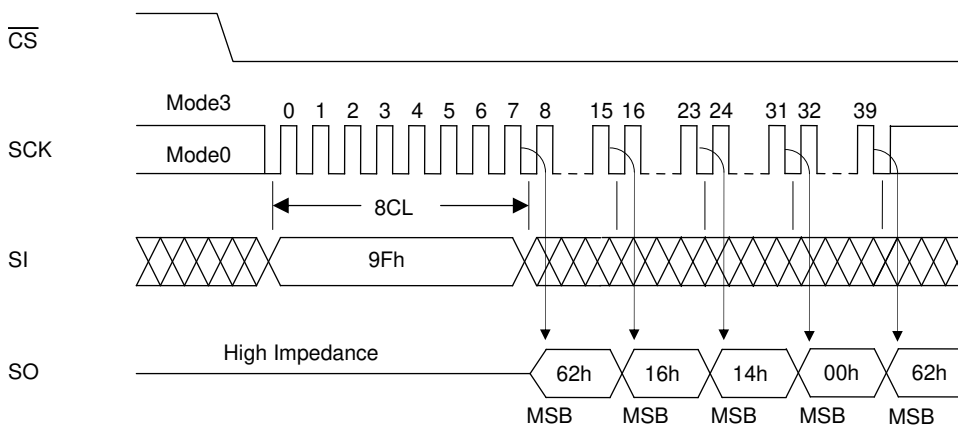 CS
Mode3
0 1 2 3 4 5 6 7 8 15 16 23 24 31 32 39
SCK
Mode0
8CL
SI
9Fh
High Impedance
SO
62h 16h 14h 00h 62h
MSB MSB MSB MSB MSB